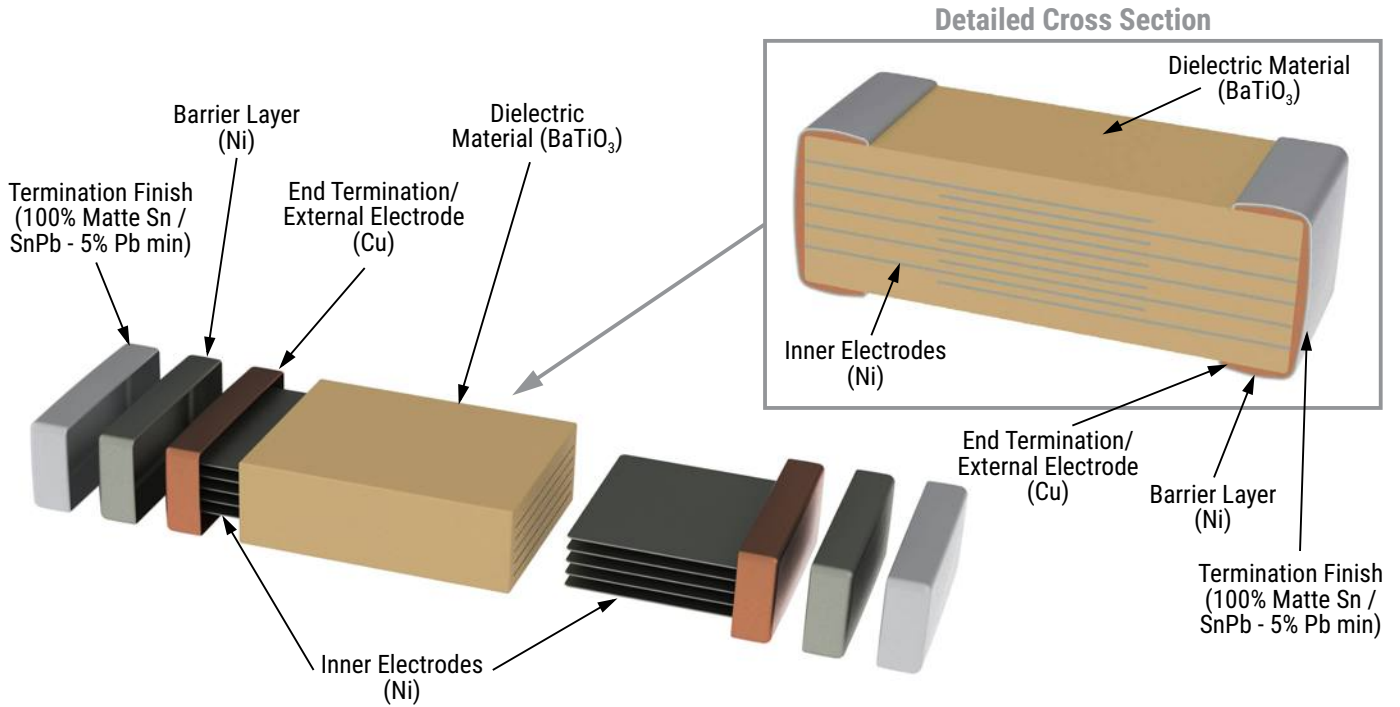 Detailed Cross Section
Dielectric Material
(BaTiO₃)
Inner Electrodes
(Ni)
End Termination/
External Electrode
(Cu)
Barrier Layer
(Ni)
Termination Finish
(100% Matte Sn /
SnPb - 5% Pb min)
Barrier Layer
(Ni)
Dielectric
Material (BaTiO₃)
Termination Finish
(100% Matte Sn /
SnPb - 5% Pb min)
End Termination/
External Electrode
(Cu)
Inner Electrodes
(Ni)